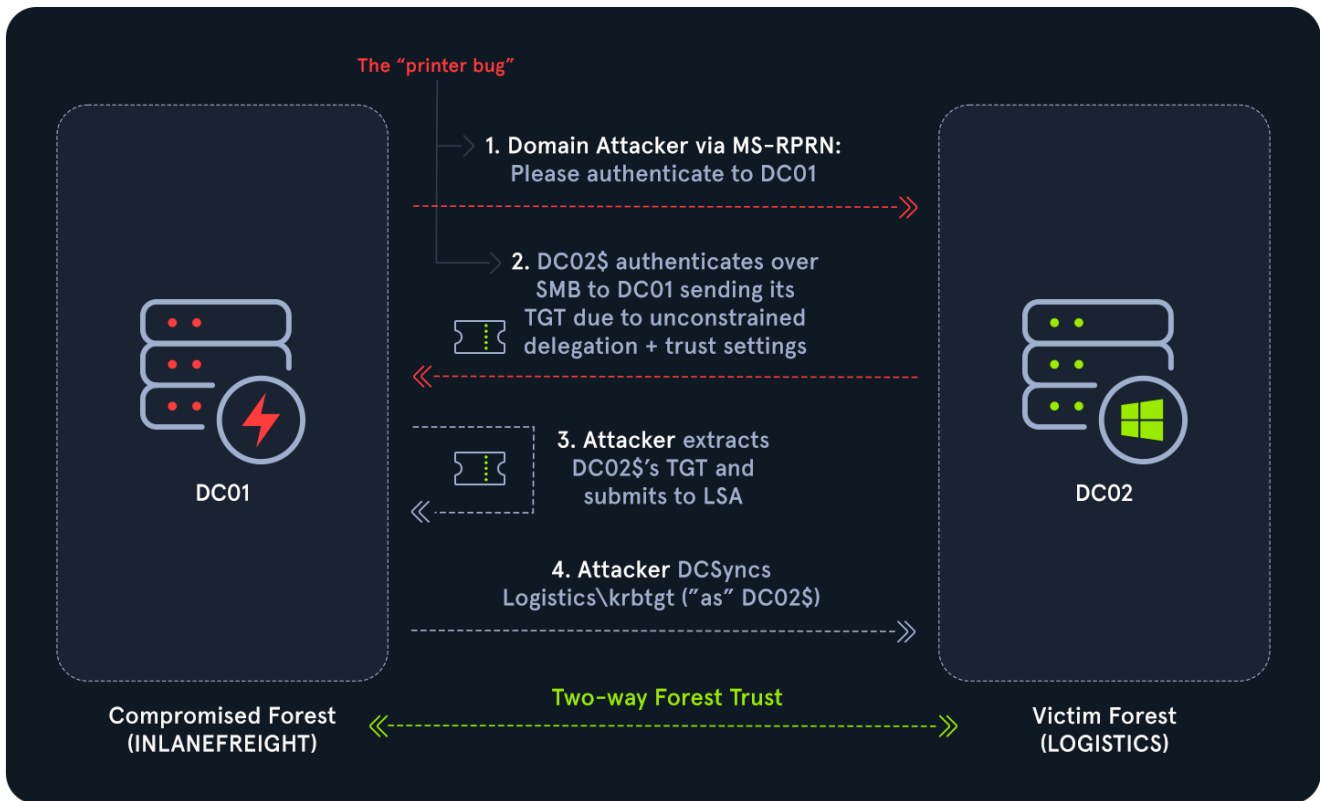 The “printer bug”
1. Domain Attacker via MS-RPRN:
Please authenticate to DC01
2. DC02$ authenticates over
SMB to DC01 sending its
TGT due to unconstrained
delegation + trust settings
3. Attacker extracts
DC02$’s TGT and
submits to LSA
DC01
DC02
4. Attacker DCSyncs
Logistics\krbtgt (”as” DC02$)
Two-way Forest Trust
Compromised Forest
(INLANEFREIGHT)
Victim Forest
(LOGISTICS)